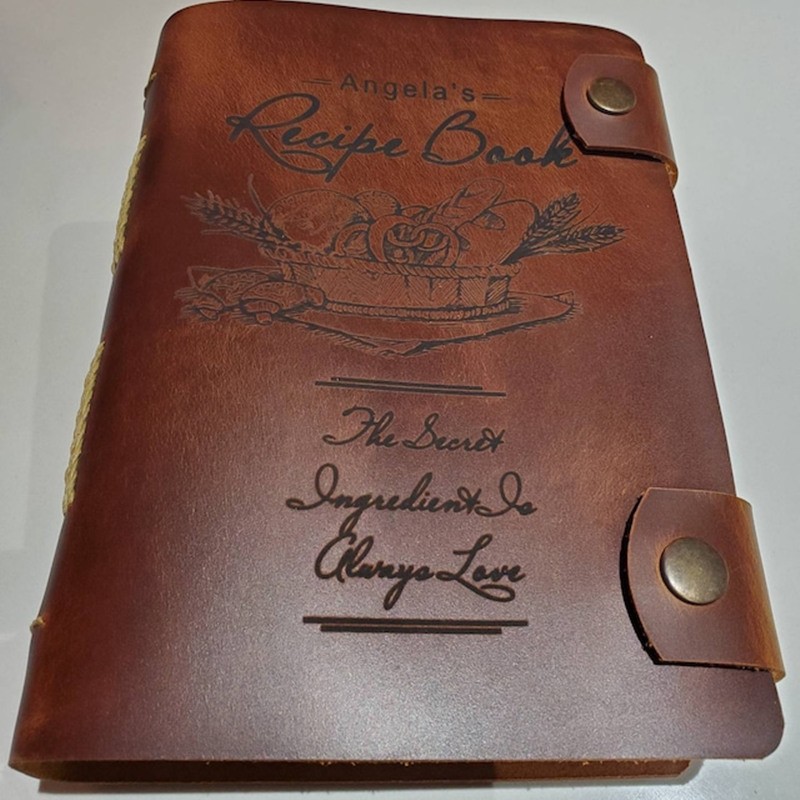 Angela's
Recipe Book
The Secret
Ingredient Is
Always Love